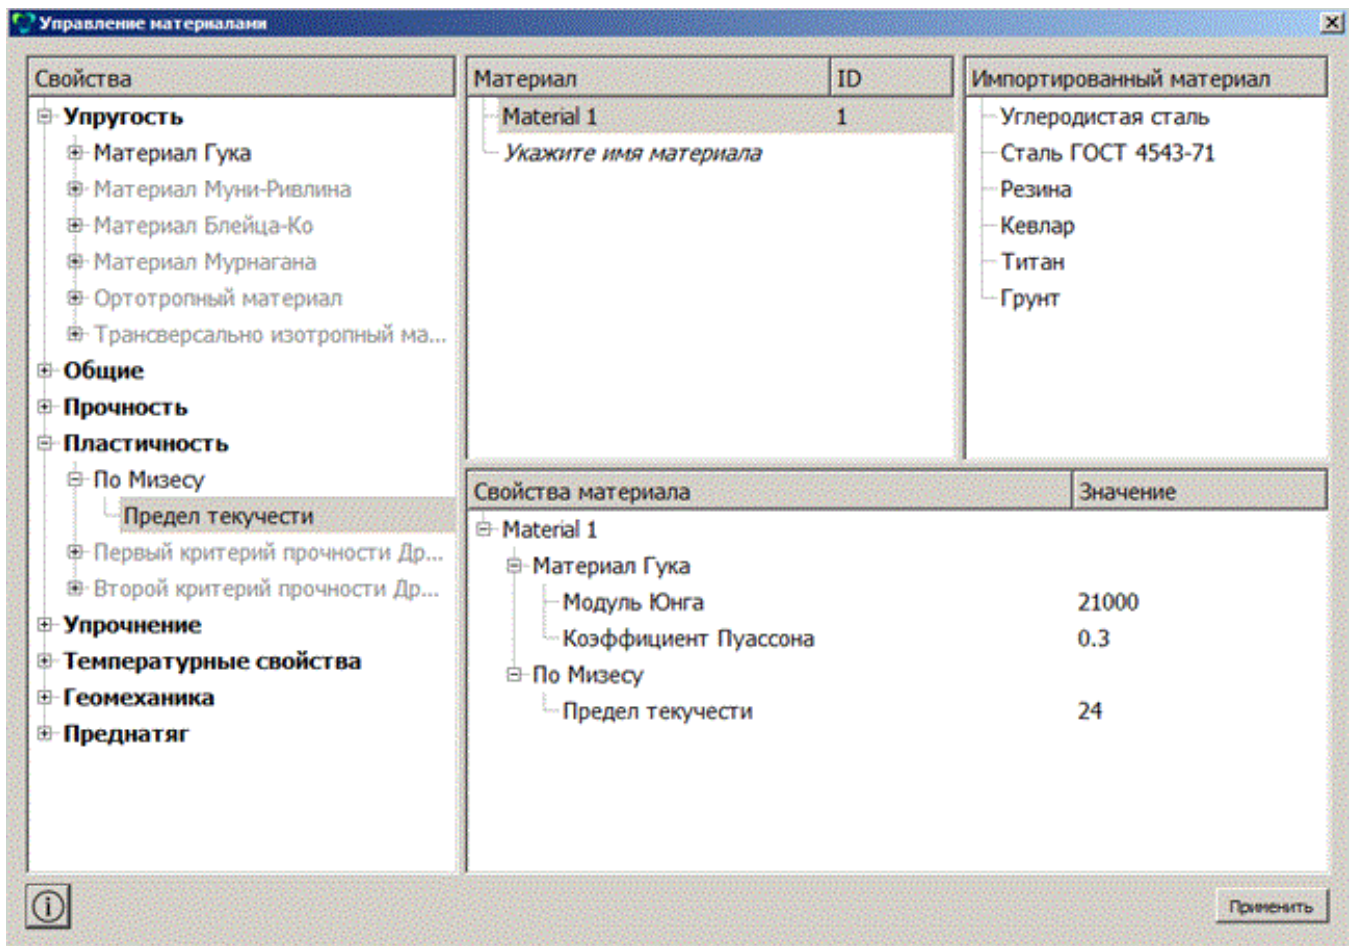 Управление материалами
Свойства
Упругость
Материал Гука
Материал Муни-Ривлина
Материал Блейца-Ко
Материал Мурнагана
Ортотропный материал
Трансверсально изотропный ма...
Общие
Прочность
Пластичность
По Мизесу
Предел текучести
Первый критерий прочности Др...
Второй критерий прочности Др...
Упрочнение
Температурные свойства
Геомеханика
Преднатяг
Материал ID
Material 1 1
Укажите имя материала
Импортированный материал
Углеродистая сталь
Сталь ГОСТ 4543-71
Резина
Кевлар
Титан
Грунт
Свойства материала Значение
Material 1
Материал Гука
Модуль Юнга 21000
Коэффициент Пуассона 0.3
По Мизесу
Предел текучести 24
Применить